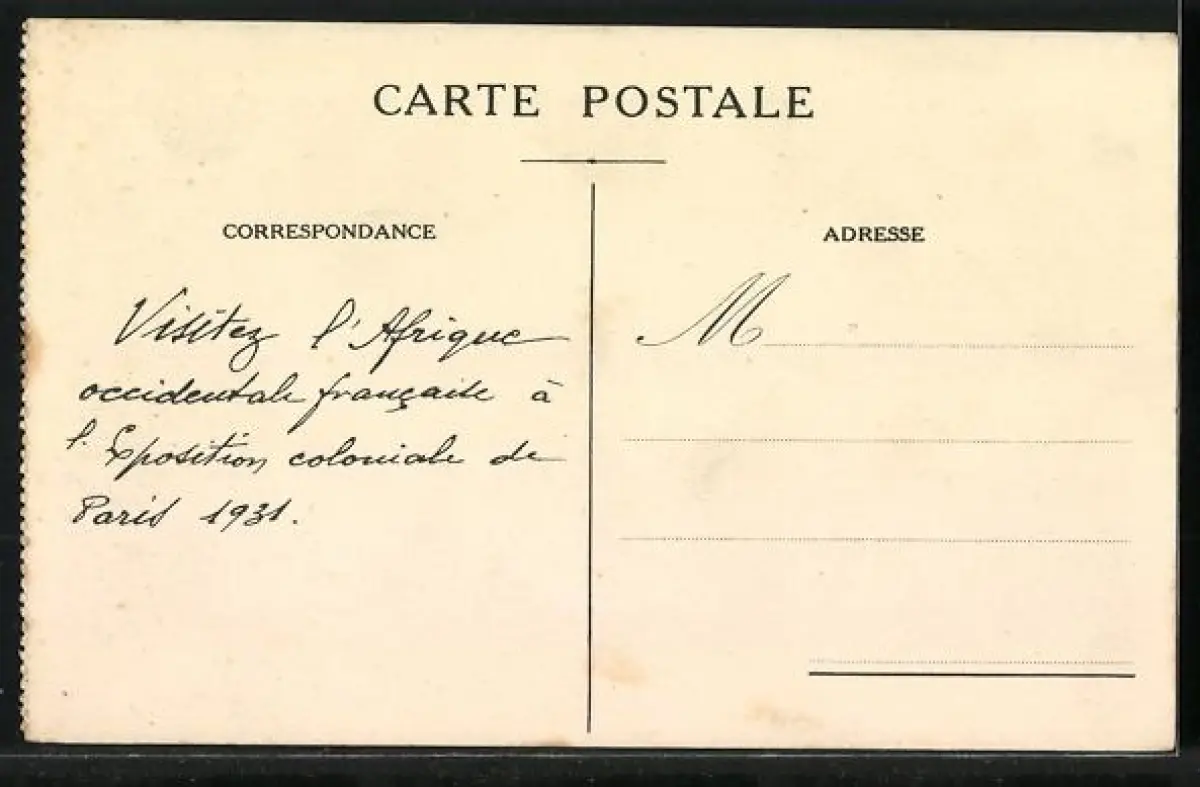 CARTE POSTALE
CORRESPONDANCE
ADRESSE
Visitez l'Afrique
occidentale française à
l'Exposition coloniale de
Paris 1931.
M